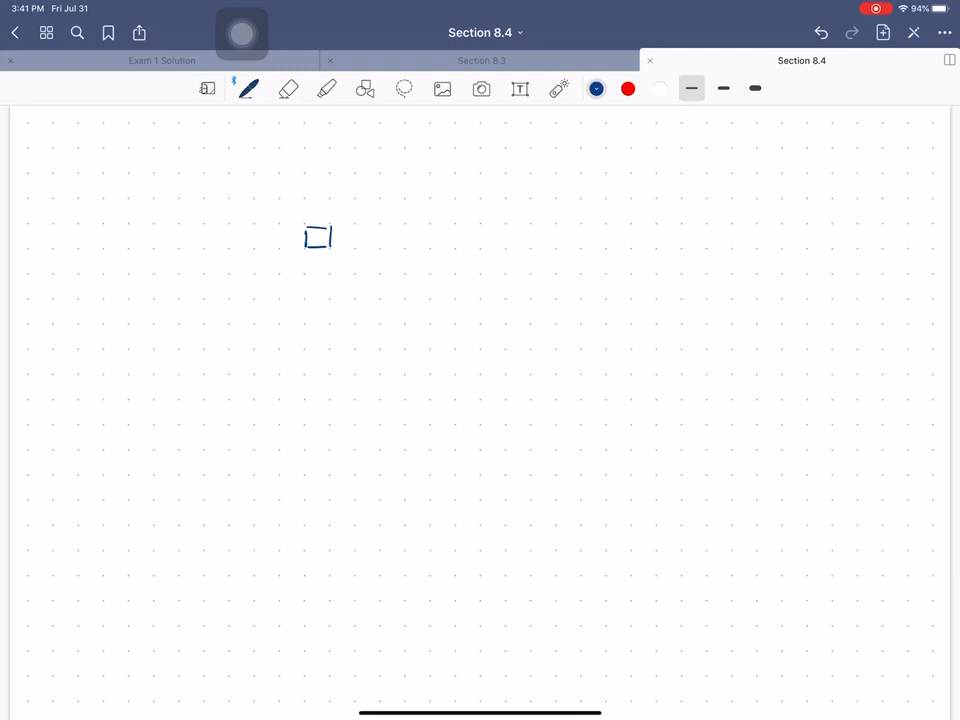 3:41 PM Fri Jul 31
94%
Section 8.4
Exam 1 Solution
Section 8.3
Section 8.4
T